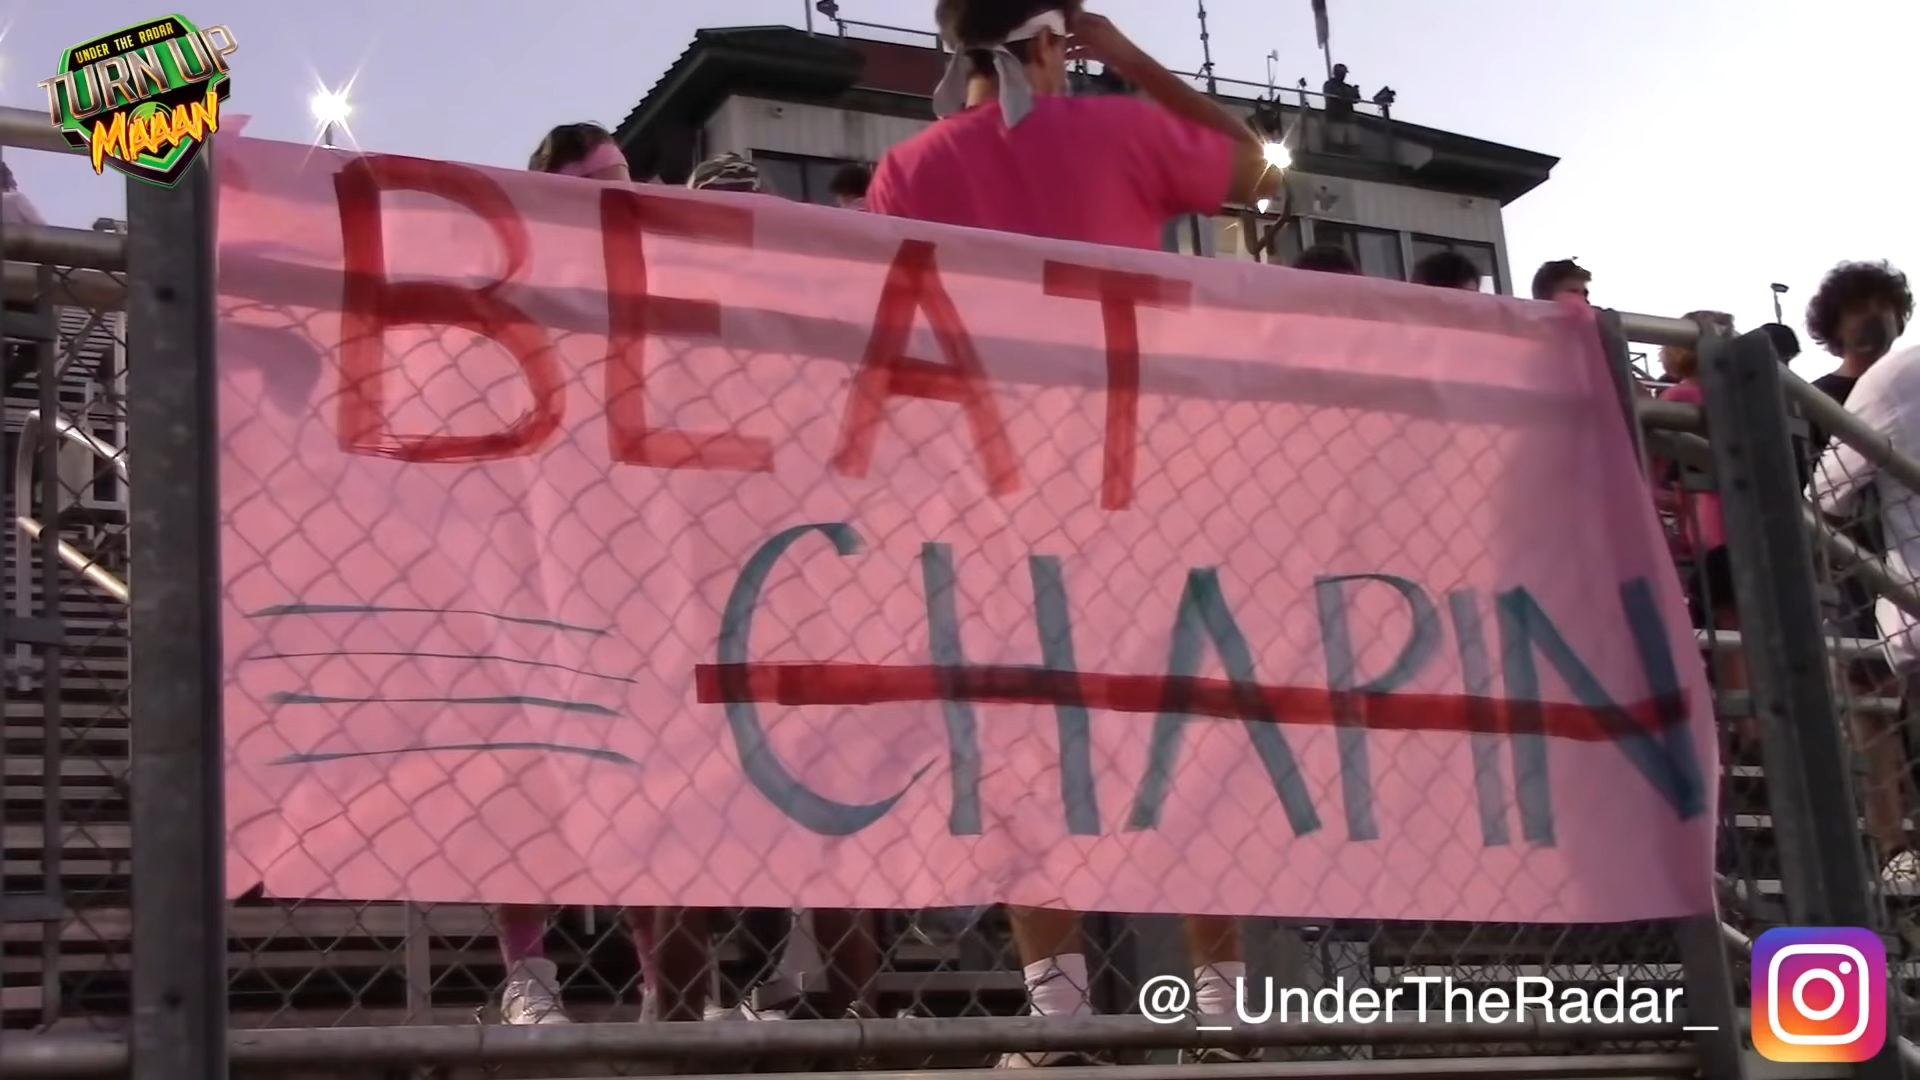 UNDER THE RADAR
TURN UP
MAAAN
BEAT
CHAPIN
@_UnderTheRadar_